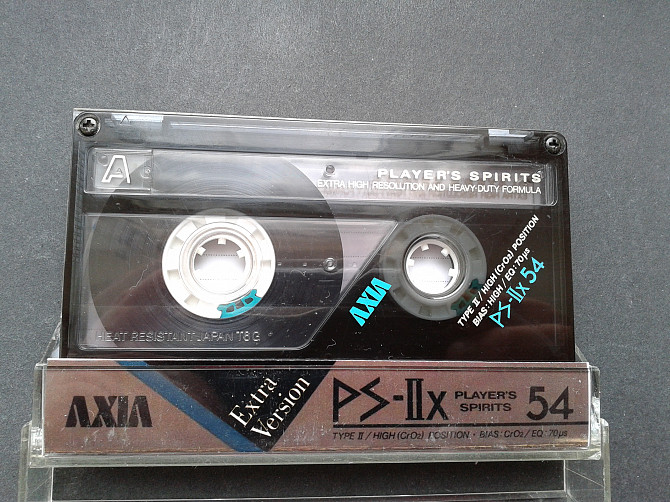 A
PLAYER'S SPIRITS
EXTRA HIGH RESOLUTION AND HEAVY-DUTY FORMULA
AXIA
TYPE II / HIGH (CrO2) POSITION
BIAS: HIGH / EQ: 70μs
PS-IIx 54
HEAT RESISTANT JAPAN T8G
AXIA
Extra
Version
PS-IIx PLAYER'S SPIRITS 54
TYPE II / HIGH (CrO2) POSITION · BIAS: CrO2 / EQ: 70μs